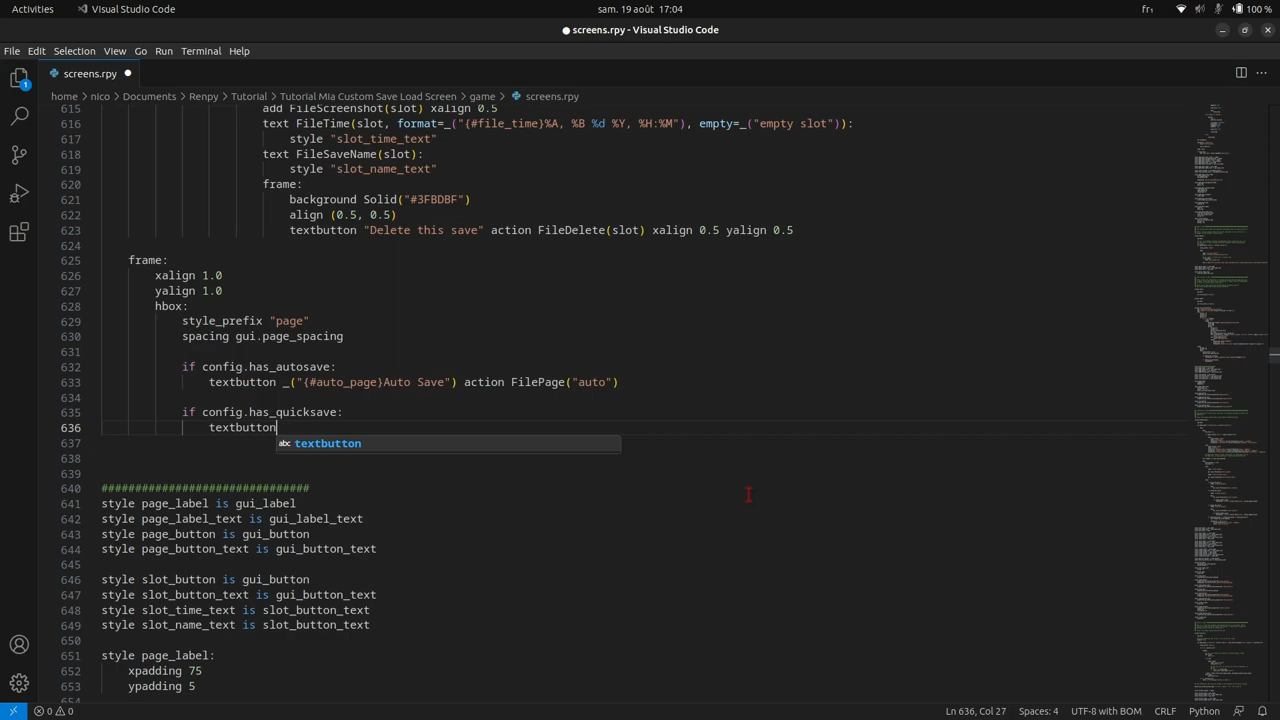 Activities
Visual Studio Code
sam. 19 août 17:04
fr₁
100 %
screens.rpy - Visual Studio Code
File Edit Selection View Go Run Terminal Help
screens.rpy
home > nico > Documents > Renpy > Tutorial > Tutorial MIa Custom Save Load Screen > game > screens.rpy
615 add FileScreenshot(slot) xalign 0.5
616 text FileTime(slot, format=_("{#file_time}%A, %B %d %Y, %H:%M"), empty=_("empty slot")):
617 style "slot_time_text"
618 text FileSaveName(slot):
619 style "slot_name_text"
620 frame:
621 background Solid("#3FBDBF")
622 align (0.5, 0.5)
623 textbutton "Delete this save" action FileDelete(slot) xalign 0.5 yalign 0.5
624
625 frame:
626 xalign 1.0
627 yalign 1.0
628 hbox:
629 style_prefix "page"
630 spacing gui.page_spacing
631
632 if config.has_autosave:
633 textbutton _("{#auto_page}Auto Save") action FilePage("auto")
634
635 if config.has_quicksave:
636 textbutton
637 abc textbutton
638
639
640 ###############################
641 style page_label is gui_label
642 style page_label_text is gui_label_text
643 style page_button is gui_button
644 style page_button_text is gui_button_text
645
646 style slot_button is gui_button
647 style slot_button_text is gui_button_text
648 style slot_time_text is slot_button_text
649 style slot_name_text is slot_button_text
650
651 style page_label:
652 xpadding 75
653 ypadding 5
1
0 0
Ln 636, Col 27 Spaces: 4 UTF-8 with BOM CRLF Python